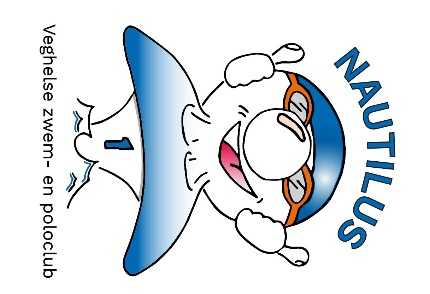 NAUTILUS
1
Veghelse zwem- en poloclub